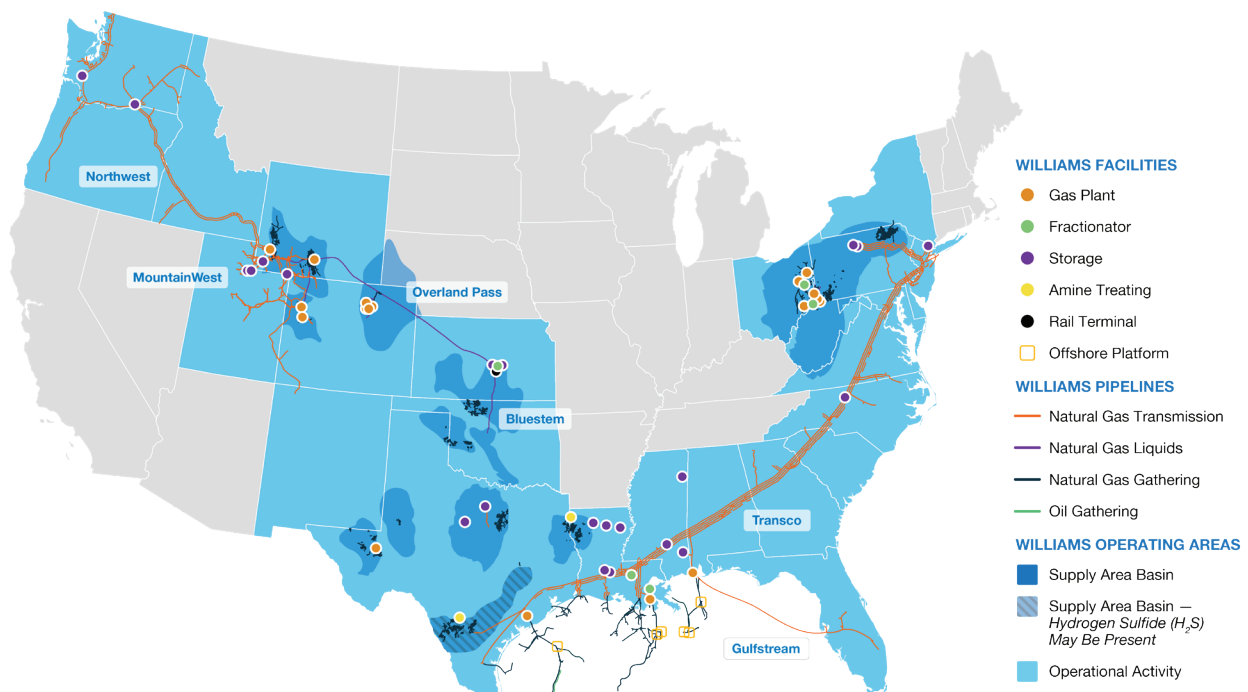 Northwest
MountainWest
Overland Pass
Bluestem
Transco
Gulfstream
WILLIAMS FACILITIES
Gas Plant
Fractionator
Storage
Amine Treating
Rail Terminal
Offshore Platform
WILLIAMS PIPELINES
Natural Gas Transmission
Natural Gas Liquids
Natural Gas Gathering
Oil Gathering
WILLIAMS OPERATING AREAS
Supply Area Basin
Supply Area Basin —
Hydrogen Sulfide (H₂S)
May Be Present
Operational Activity